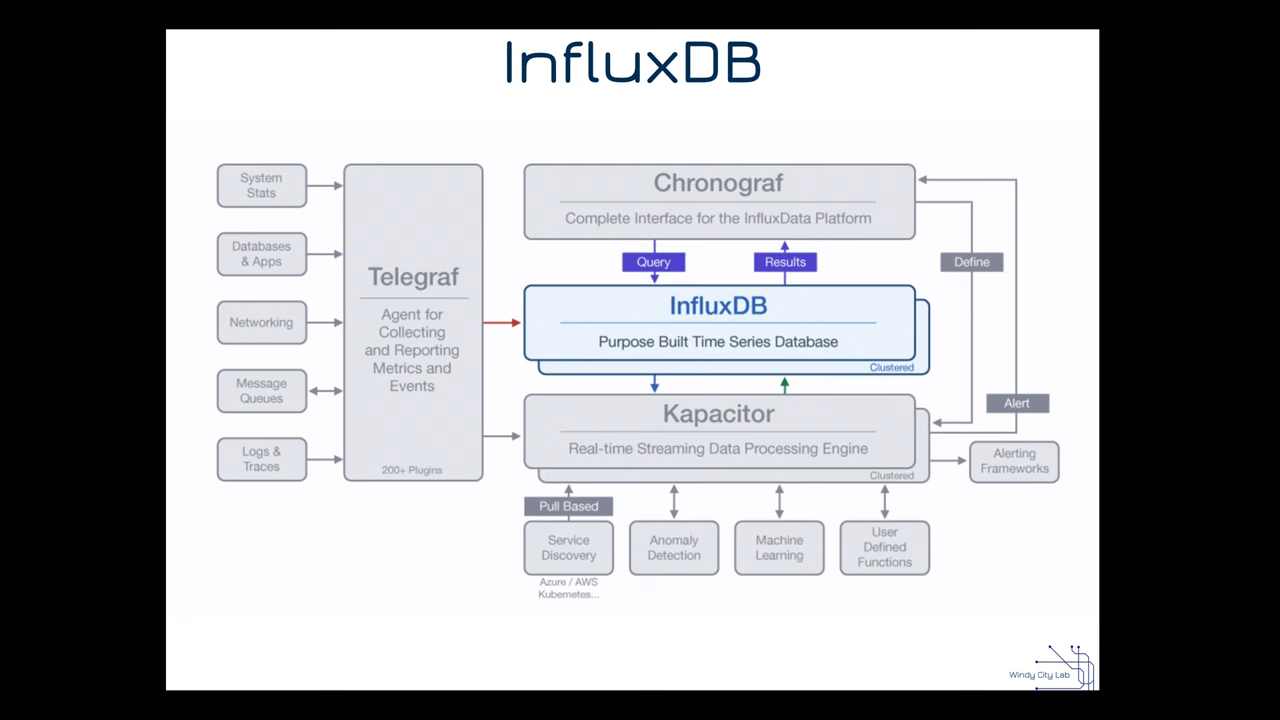 InfluxDB
System
Stats
Databases
& Apps
Networking
Message
Queues
Logs &
Traces
Telegraf
Agent for
Collecting
and Reporting
Metrics and
Events
200+ Plugins
Chronograf
Complete Interface for the InfluxData Platform
Query
Results
Define
InfluxDB
Purpose Built Time Series Database
Clustered
Kapacitor
Real-time Streaming Data Processing Engine
Clustered
Alert
Alerting
Frameworks
Pull Based
Service
Discovery
Azure / AWS
Kubernetes...
Anomaly
Detection
Machine
Learning
User
Defined
Functions
Windy City Lab